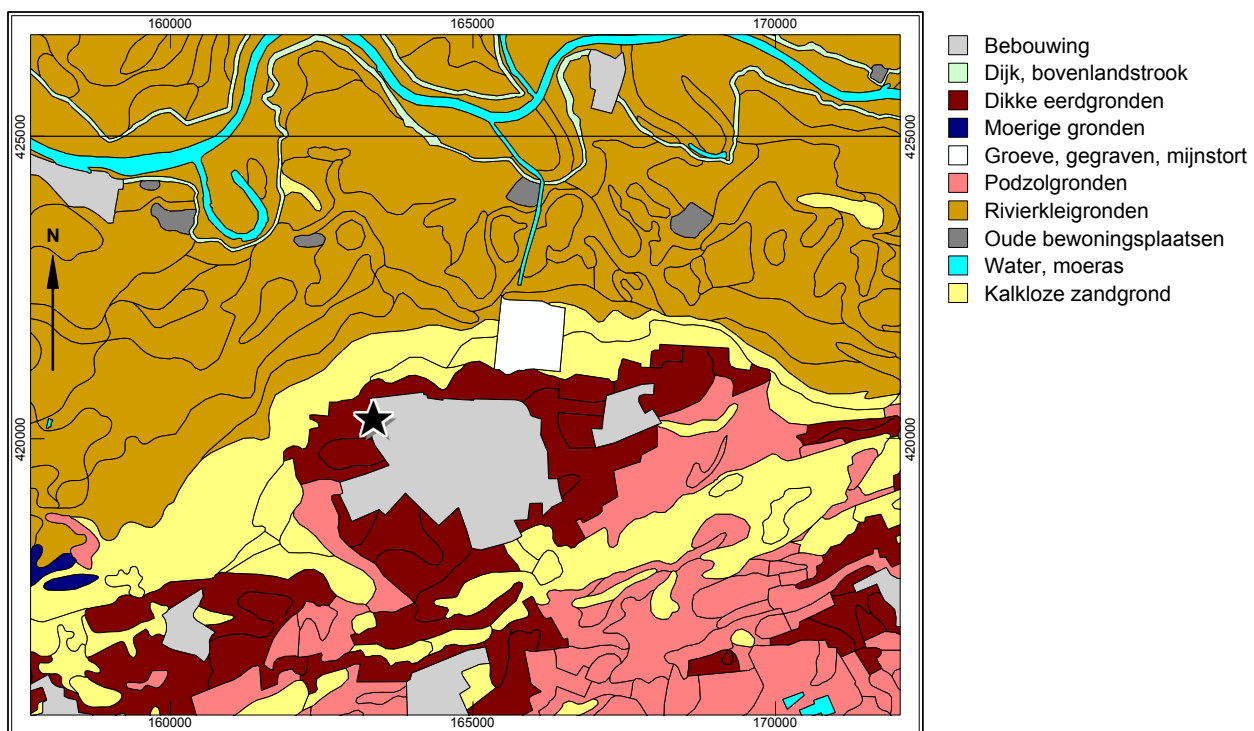 160000 165000 170000
425000 425000
N
420000 420000
160000 165000 170000
Bebouwing
Dijk, bovenlandstrook
Dikke eerdgronden
Moerige gronden
Groeve, gegraven, mijnstort
Podzolgronden
Rivierkleigronden
Oude bewoningsplaatsen
Water, moeras
Kalkloze zandgrond